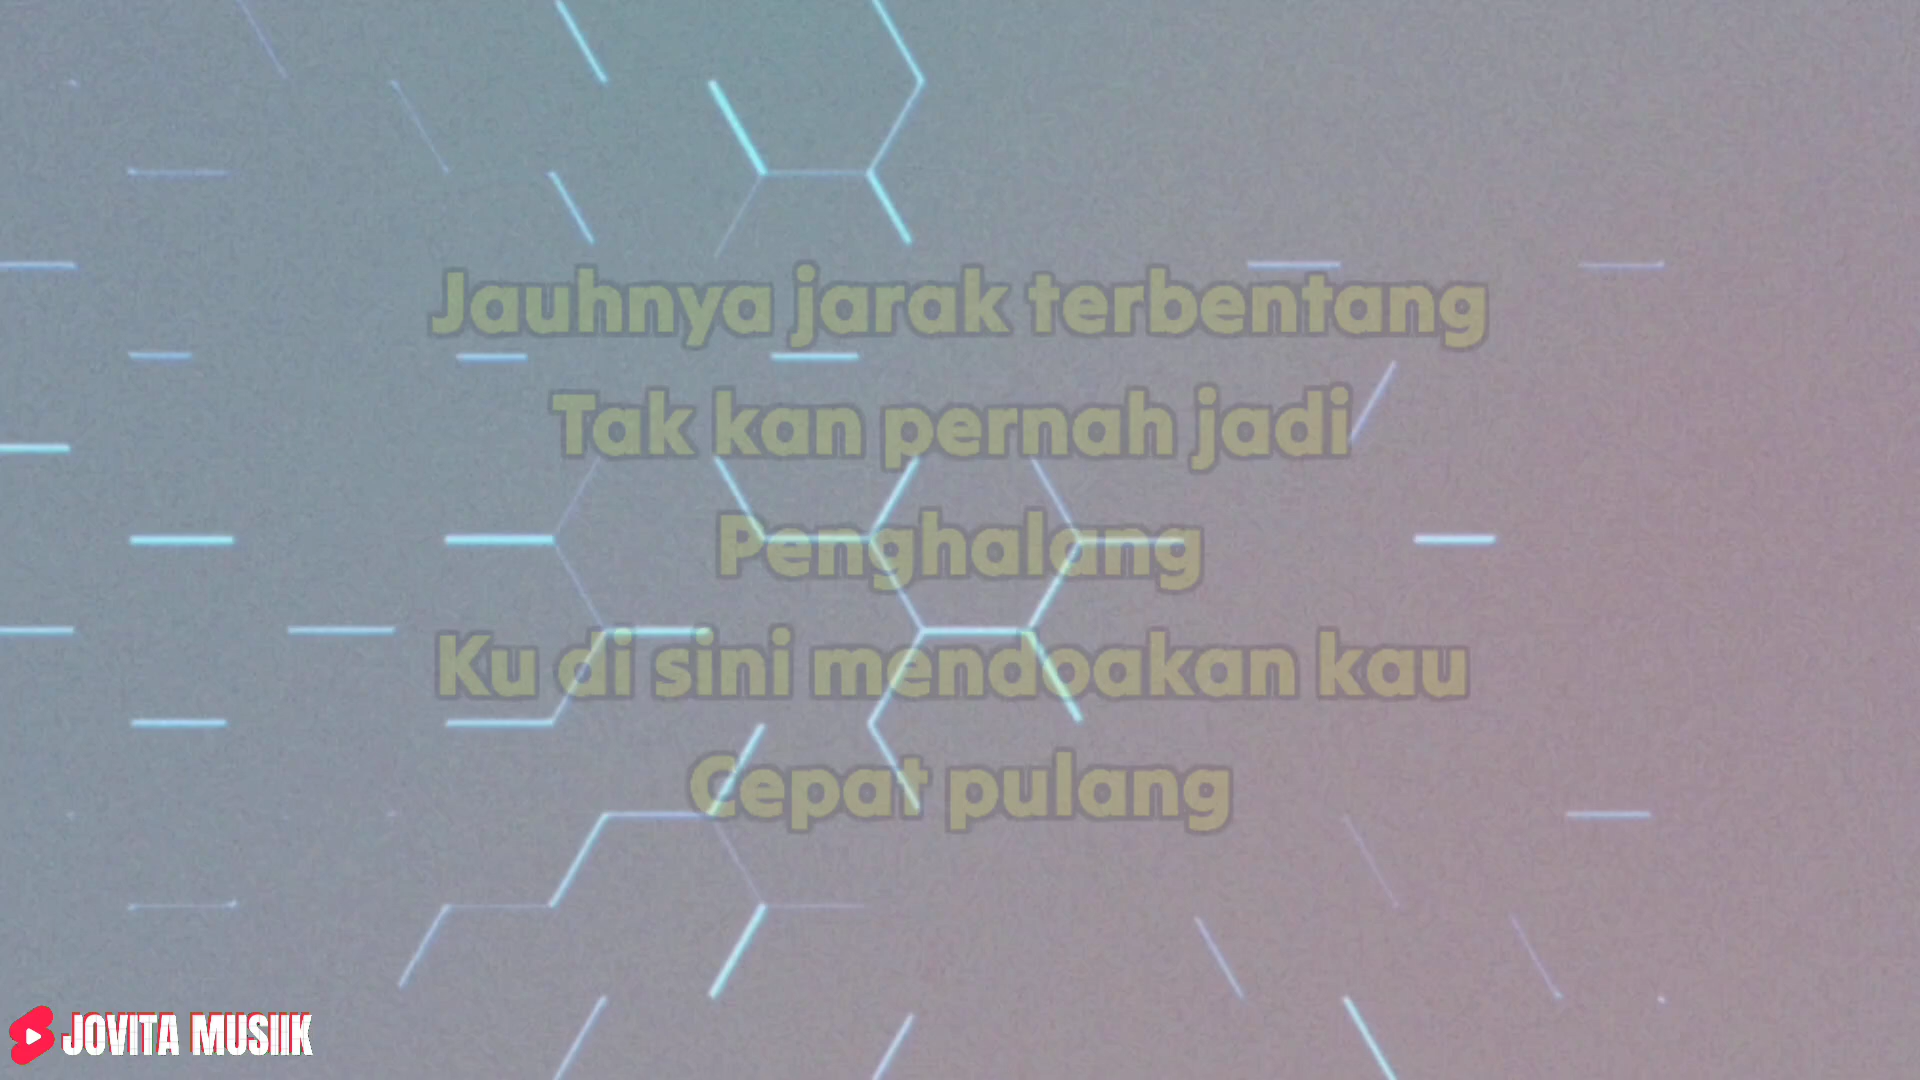 Jauhnya jarak terbentang
Tak kan pernah jadi
Penghalang
Ku di sini mendoakan kau
Cepat pulang
JOVITA MUSIIK